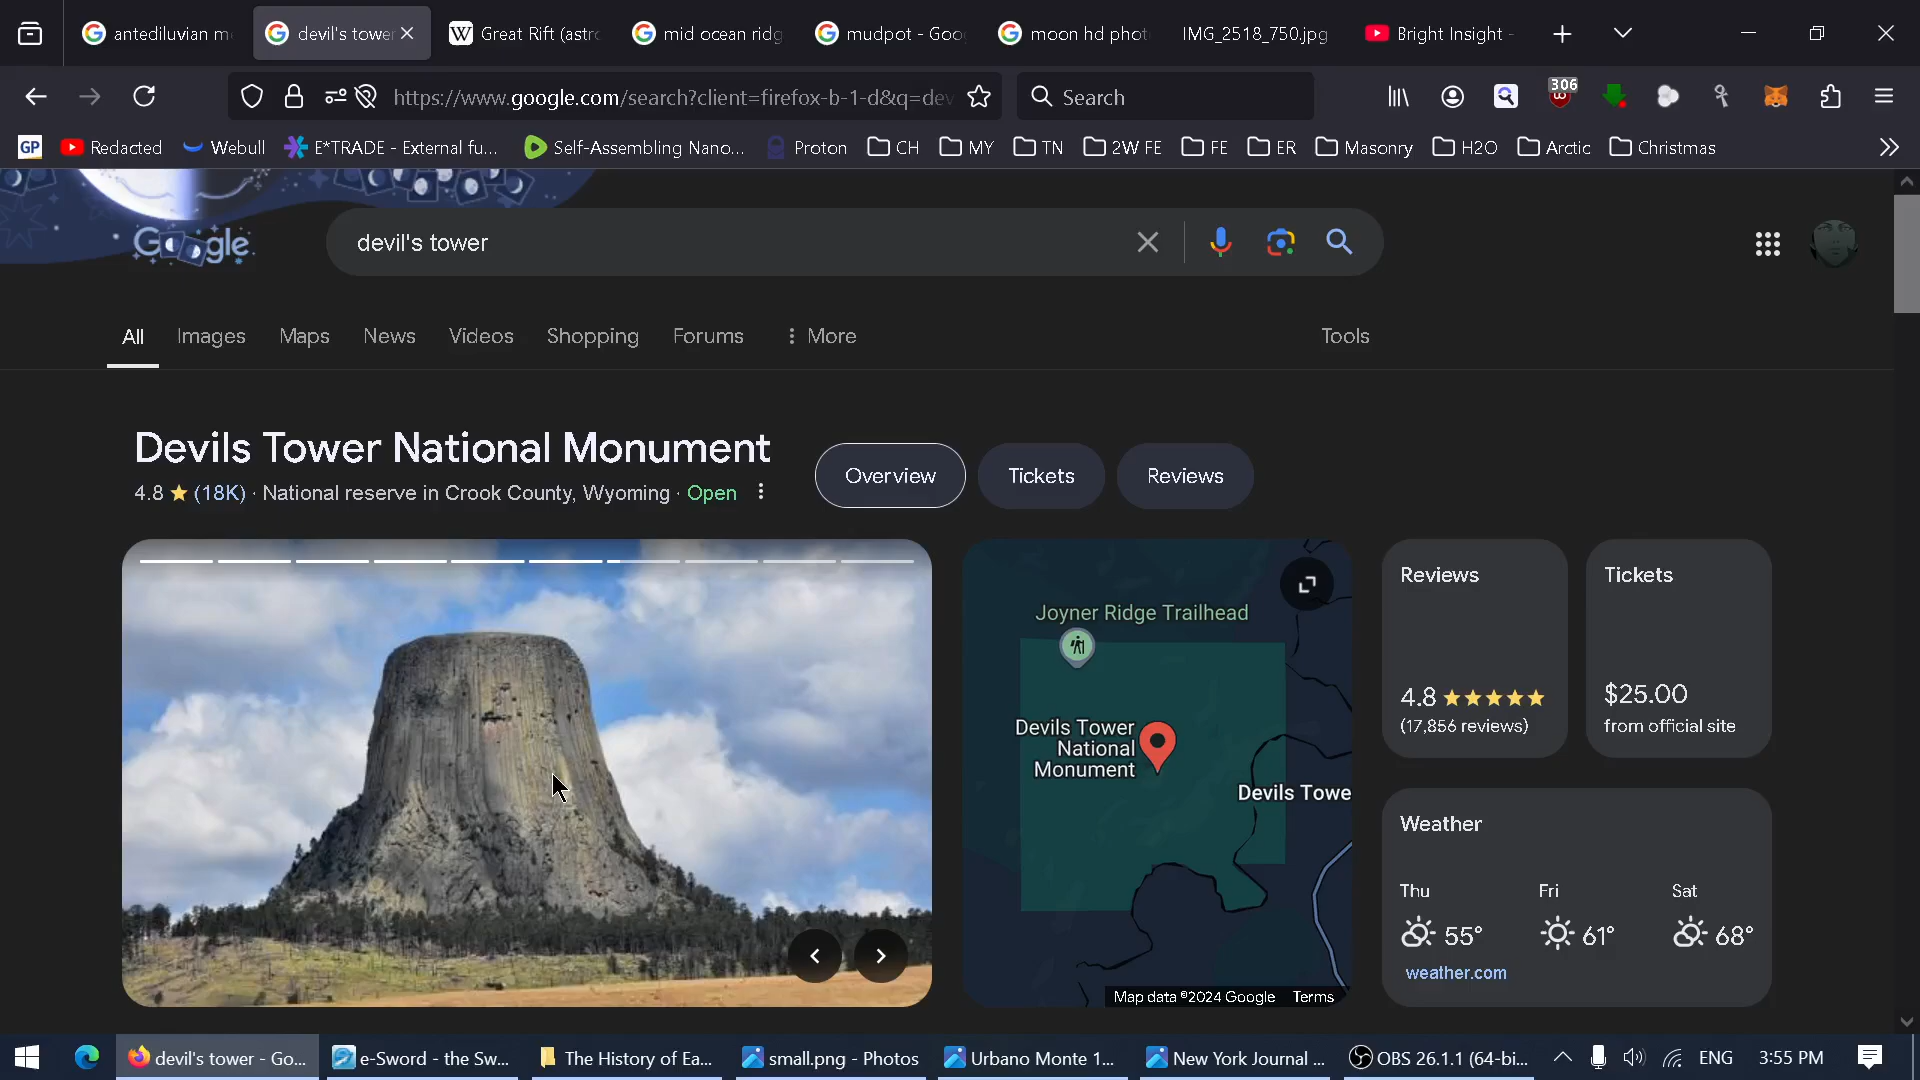 antediluvian m
devil's tower
Great Rift (astro
mid ocean ridg
mudpot - Goo
moon hd phot
IMG_2518_750.jpg
Bright Insight -
https://www.google.com/search?client=firefox-b-1-d&q=dev
Search
306
GP
Redacted
Webull
E*TRADE - External fu...
Self-Assembling Nano...
Proton
CH
MY
TN
2W FE
FE
ER
Masonry
H2O
Arctic
Christmas
Google
devil's tower
All
Images
Maps
News
Videos
Shopping
Forums
More
Tools
Devils Tower National Monument
4.8 ★ (18K) · National reserve in Crook County, Wyoming · Open
Overview
Tickets
Reviews
Joyner Ridge Trailhead
Devils Tower
National
Monument
Devils Towe
Map data ©2024 Google
Terms
Reviews
4.8 ★★★★★
(17,856 reviews)
Tickets
$25.00
from official site
Weather
Thu
Fri
Sat
55°
61°
68°
weather.com
devil's tower - Go...
e-Sword - the Sw...
The History of Ea...
small.png - Photos
Urbano Monte 1...
New York Journal ...
OBS 26.1.1 (64-bi...
ENG
3:55 PM